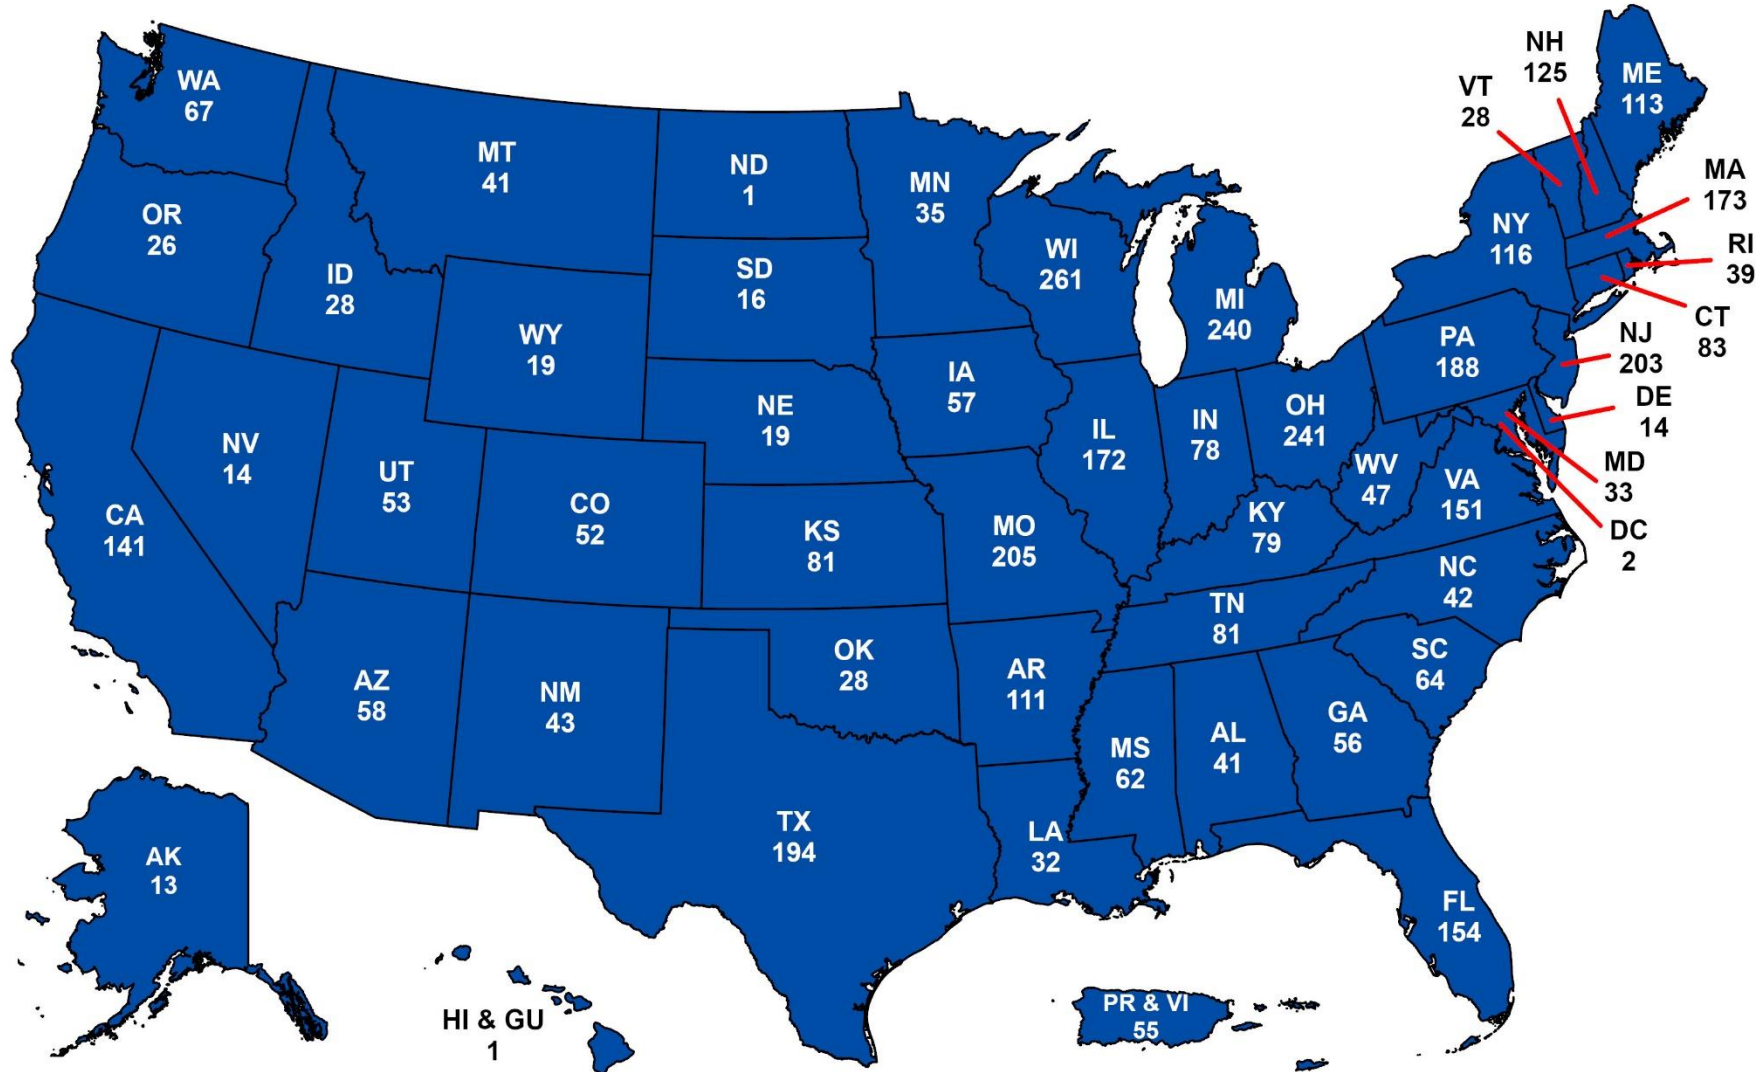 WA
67
MT
41
ND
1
MN
35
OR
26
ID
28
SD
16
WI
261
MI
240
WY
19
NE
19
IA
57
NV
14
UT
53
CO
52
KS
81
MO
205
IL
172
IN
78
OH
241
CA
141
AZ
58
NM
43
OK
28
AR
111
TX
194
LA
32
MS
62
AL
41
GA
56
FL
154
TN
81
KY
79
WV
47
VA
151
NC
42
SC
64
PA
188
NY
116
VT
28
NH
125
ME
113
MA
173
RI
39
CT
83
NJ
203
DE
14
MD
33
DC
2
AK
13
HI & GU
1
PR & VI
55